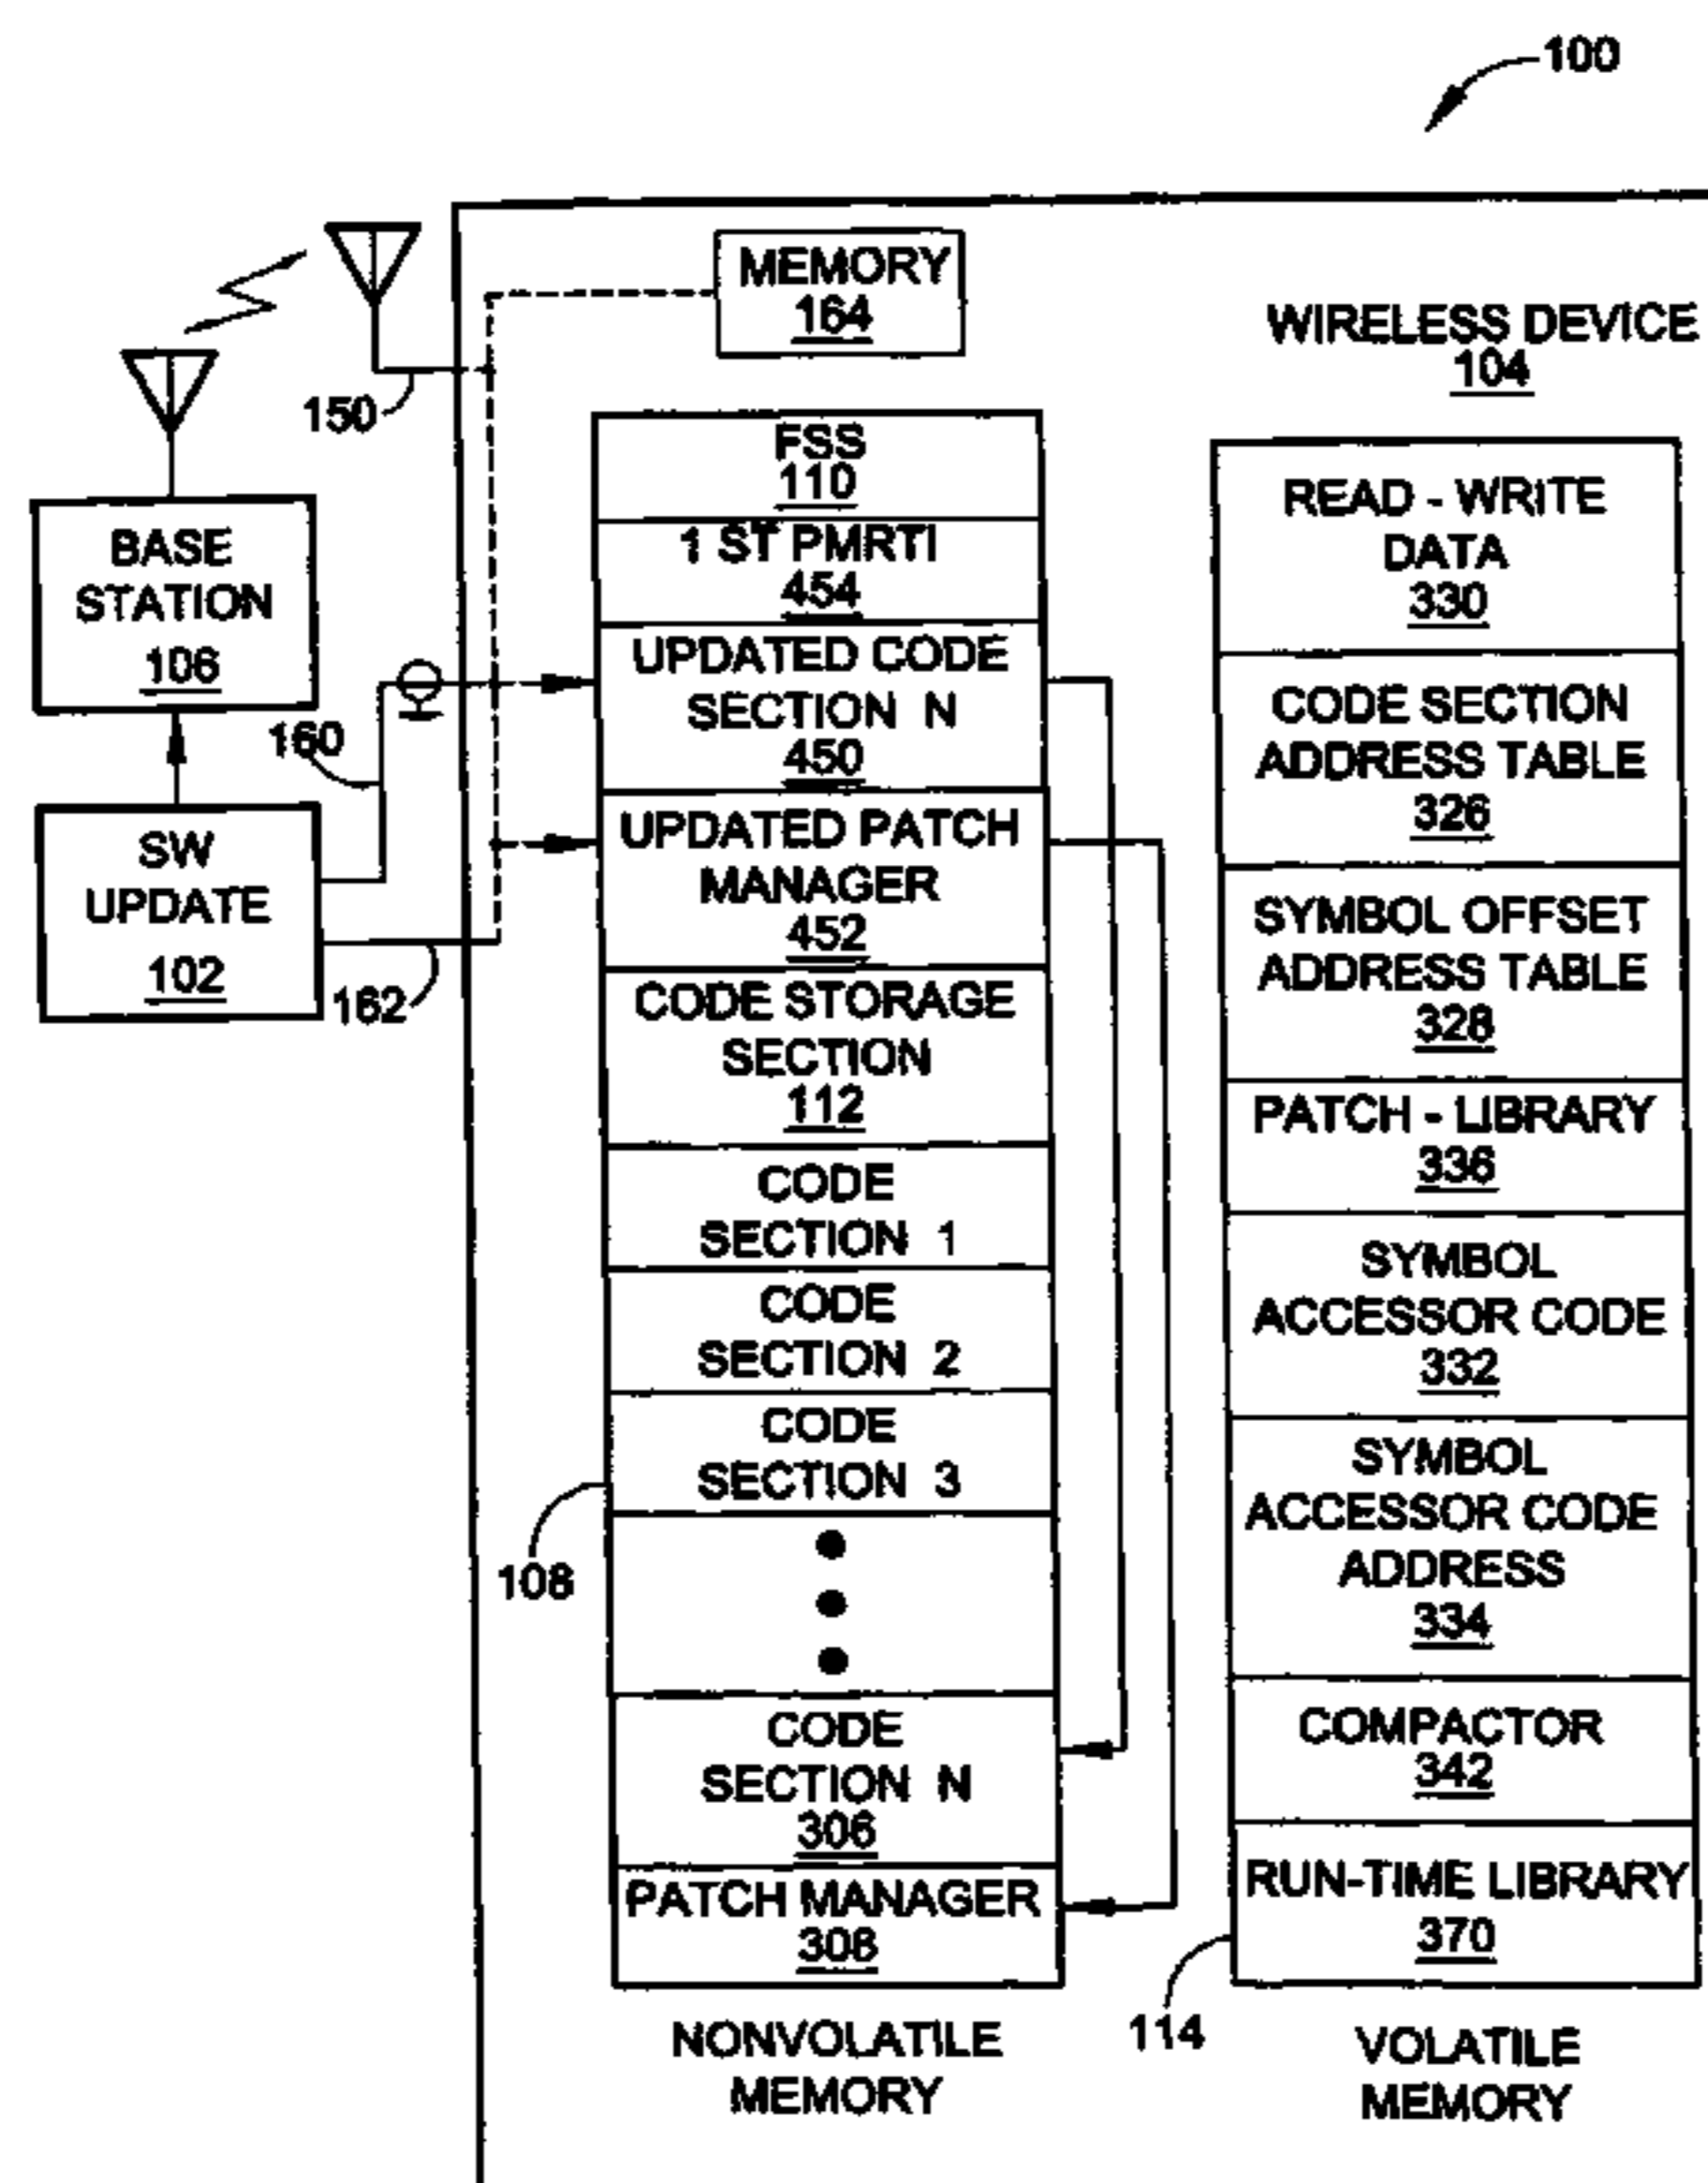 100
MEMORY
164
WIRELESS DEVICE
104
150
BASE
STATION
106
160
SW
UPDATE
102
162
FSS
110
1 ST PMRTI
454
UPDATED CODE
SECTION N
450
UPDATED PATCH
MANAGER
452
CODE STORAGE
SECTION
112
CODE
SECTION 1
CODE
SECTION 2
CODE
SECTION 3
108
CODE
SECTION N
306
PATCH MANAGER
308
NONVOLATILE
MEMORY
READ - WRITE
DATA
330
CODE SECTION
ADDRESS TABLE
326
SYMBOL OFFSET
ADDRESS TABLE
328
PATCH - LIBRARY
336
SYMBOL
ACCESSOR CODE
332
SYMBOL
ACCESSOR CODE
ADDRESS
334
COMPACTOR
342
RUN-TIME LIBRARY
370
114
VOLATILE
MEMORY